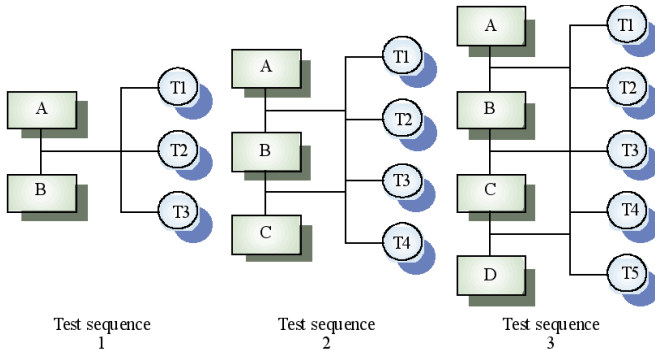 A
B
T1
T2
T3
Test sequence
1
A
B
C
T1
T2
T3
T4
Test sequence
2
A
B
C
D
T1
T2
T3
T4
T5
Test sequence
3